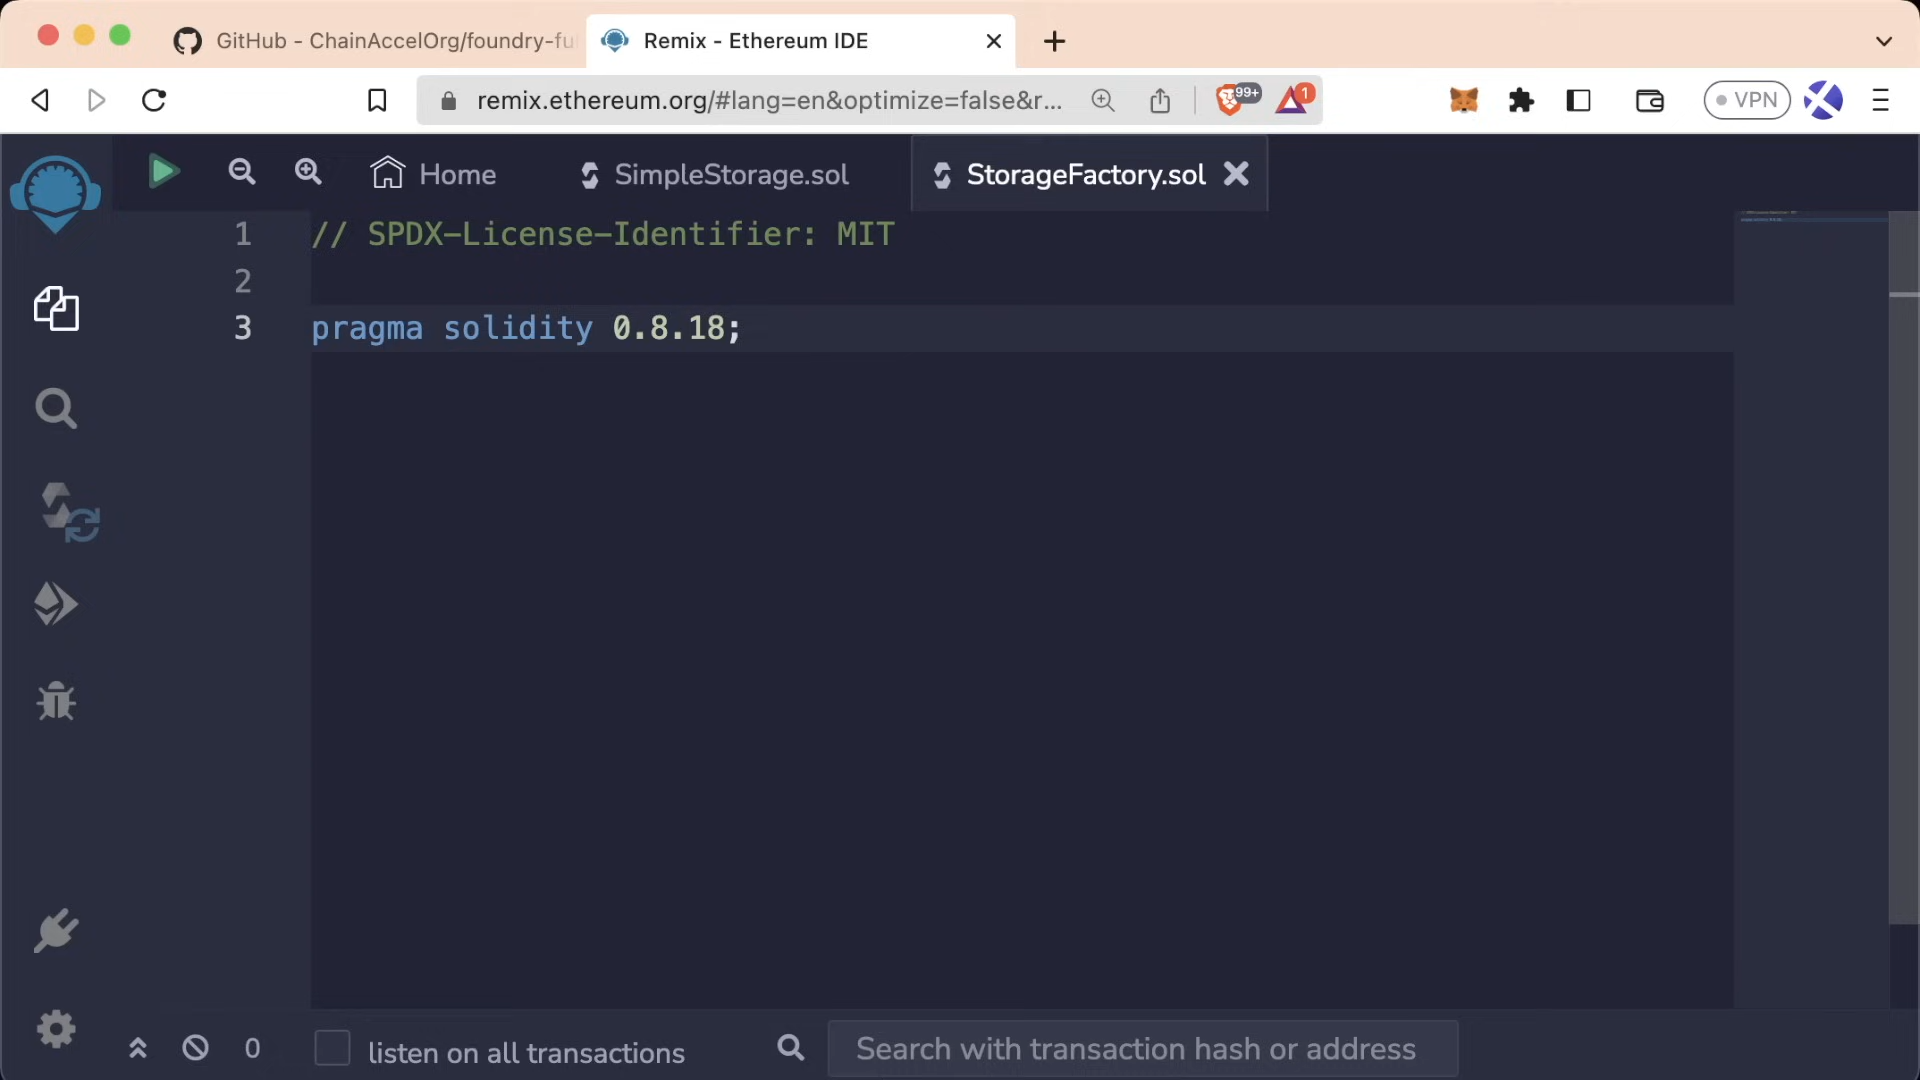 GitHub - ChainAccelOrg/foundry-fu
Remix - Ethereum IDE
remix.ethereum.org/#lang=en&optimize=false&r...
99+
1
VPN
Home
SimpleStorage.sol
StorageFactory.sol
1 // SPDX-License-Identifier: MIT
2
3 pragma solidity 0.8.18;
0
listen on all transactions
Search with transaction hash or address